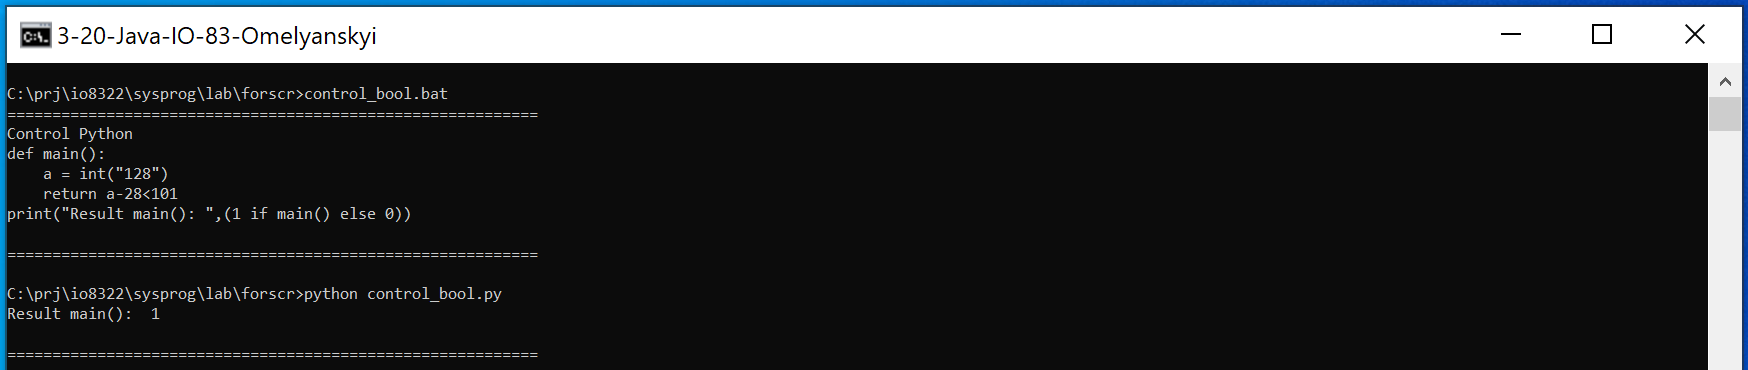 3-20-Java-IO-83-Omelyanskyi
C:\prj\io8322\sysprog\lab\forscr>control_bool.bat
===========================================================
Control Python
def main():
    a = int("128")
    return a-28<101
print("Result main(): ",(1 if main() else 0))
===========================================================
C:\prj\io8322\sysprog\lab\forscr>python control_bool.py
Result main():  1
===========================================================